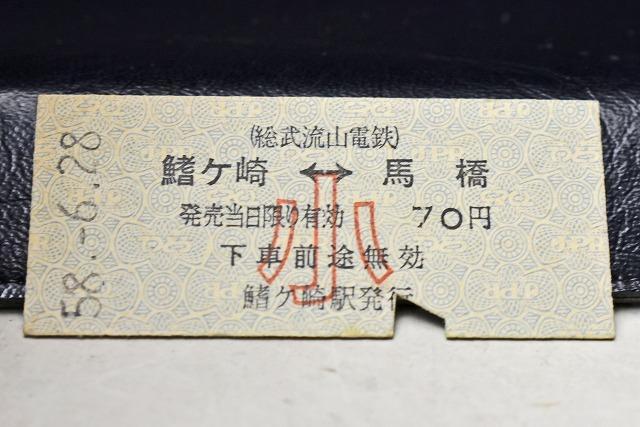 58.-6.28
(総武流山電鉄)
鰭ケ崎 ↔ 馬橋
発売当日限り有効 70円
下車前途無効
小
鰭ケ崎駅発行